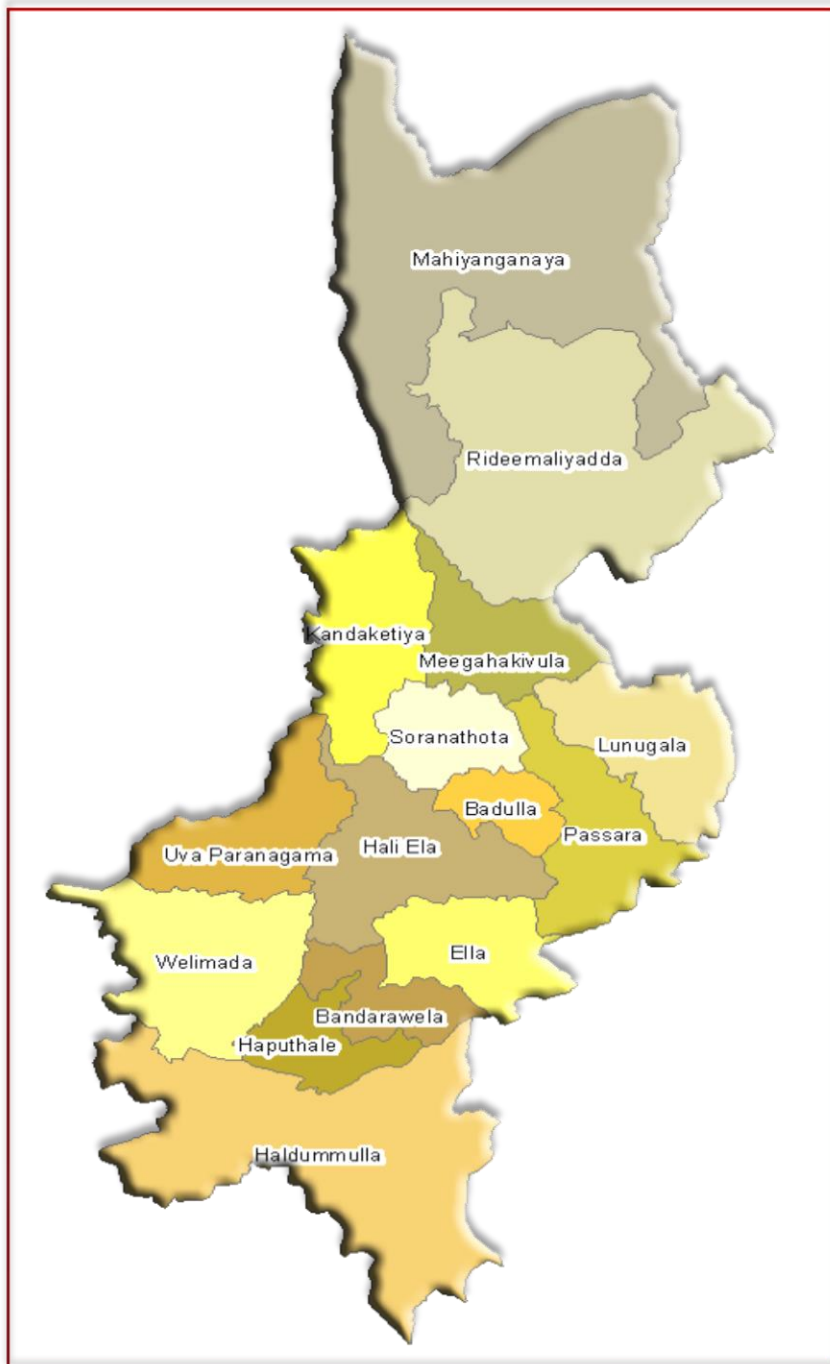 Mahiyanganaya
Rideemaliyadda
Kandaketiya
Meegahakivula
Soranathota
Lunugala
Badulla
Passara
Hali Ela
Uva Paranagama
Ella
Welimada
Bandarawela
Haputhale
Haldummulla